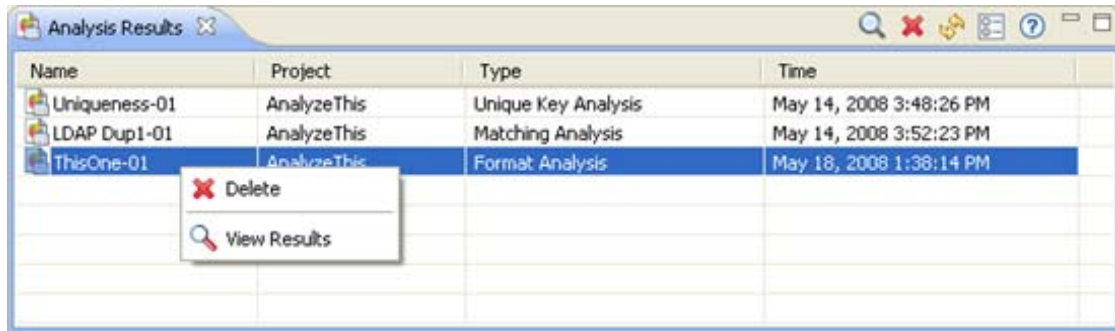 Analysis Results
Name Project Type Time
Uniqueness-01 AnalyzeThis Unique Key Analysis May 14, 2008 3:48:26 PM
LDAP Dup1-01 AnalyzeThis Matching Analysis May 14, 2008 3:52:23 PM
ThisOne-01 AnalyzeThis Format Analysis May 18, 2008 1:38:14 PM
Delete
View Results